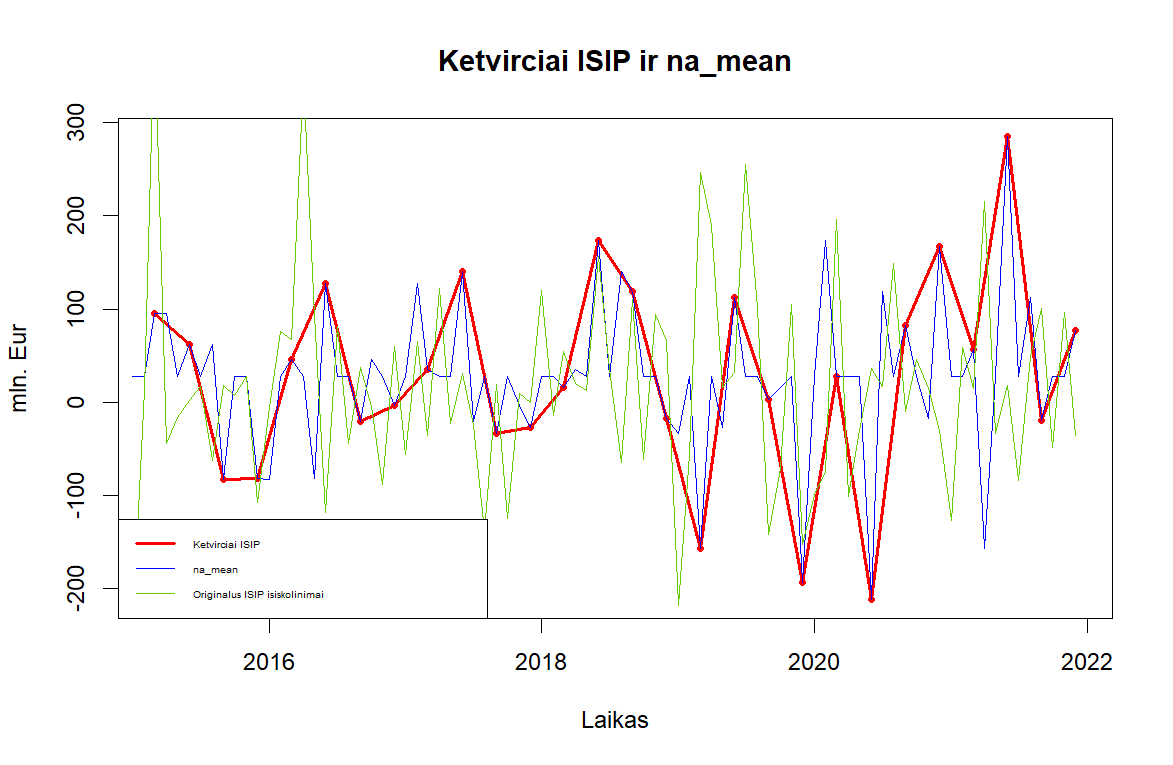 Ketvirciai ISIP ir na_mean
mln. Eur
300
200
100
0
-100
-200
Ketvirciai ISIP
na_mean
Originalus ISIP isiskolinimai
2016
2018
2020
2022
Laikas